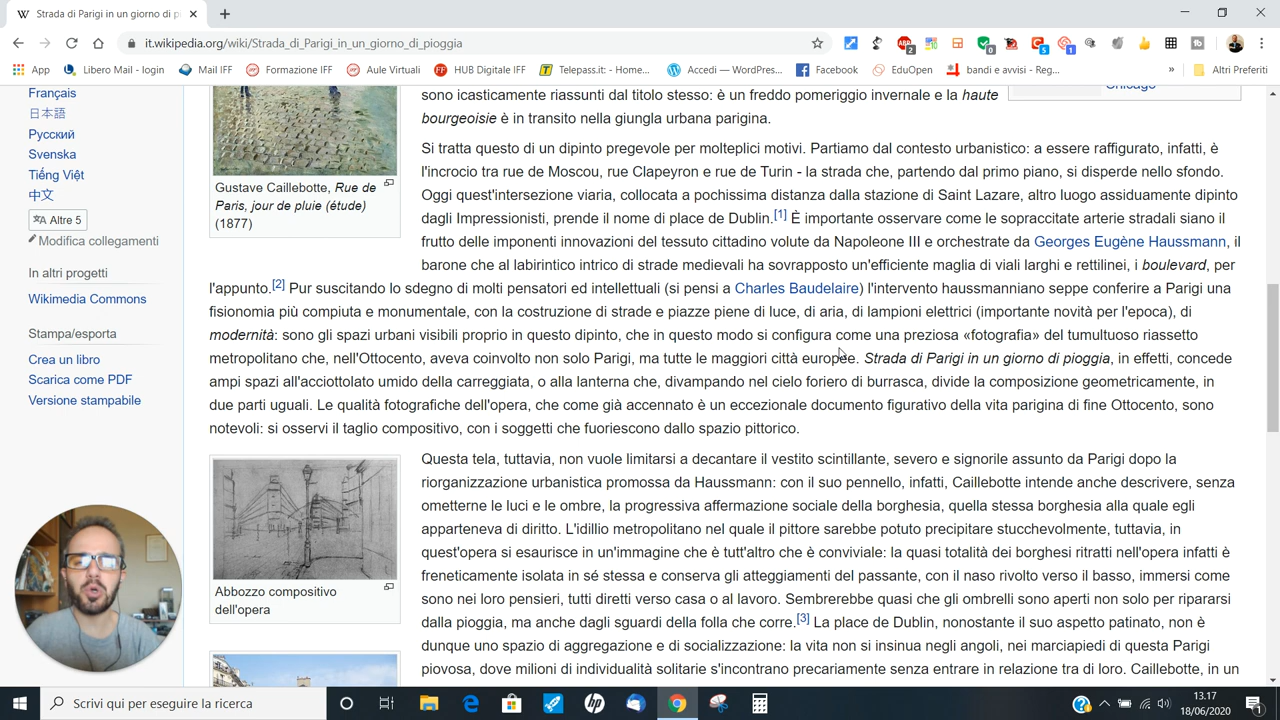 Strada di Parigi in un giorno di pi
it.wikipedia.org/wiki/Strada_di_Parigi_in_un_giorno_di_pioggia
App Libero Mail - login Mail IFF Formazione IFF Aule Virtuali HUB Digitale IFF Telepass.it: - Home... Accedi — WordPres... Facebook EduOpen bandi e avvisi - Reg... » Altri Preferiti
Français
日本語
Русский
Svenska
Tiếng Việt
中文
Altre 5
Modifica collegamenti
In altri progetti
Wikimedia Commons
Stampa/esporta
Crea un libro
Scarica come PDF
Versione stampabile
Gustave Caillebotte, Rue de
Paris, jour de pluie (étude)
(1877)
Chicago
sono icasticamente riassunti dal titolo stesso: è un freddo pomeriggio invernale e la haute
bourgeoisie è in transito nella giungla urbana parigina.
Si tratta questo di un dipinto pregevole per molteplici motivi. Partiamo dal contesto urbanistico: a essere raffigurato, infatti, è
l'incrocio tra rue de Moscou, rue Clapeyron e rue de Turin - la strada che, partendo dal primo piano, si disperde nello sfondo.
Oggi quest'intersezione viaria, collocata a pochissima distanza dalla stazione di Saint Lazare, altro luogo assiduamente dipinto
dagli Impressionisti, prende il nome di place de Dublin.[1] È importante osservare come le sopraccitate arterie stradali siano il
frutto delle imponenti innovazioni del tessuto cittadino volute da Napoleone III e orchestrate da Georges Eugène Haussmann, il
barone che al labirintico intrico di strade medievali ha sovrapposto un'efficiente maglia di viali larghi e rettilinei, i boulevard, per
l'appunto.[2] Pur suscitando lo sdegno di molti pensatori ed intellettuali (si pensi a Charles Baudelaire) l'intervento haussmanniano seppe conferire a Parigi una
fisionomia più compiuta e monumentale, con la costruzione di strade e piazze piene di luce, di aria, di lampioni elettrici (importante novità per l'epoca), di
modernità: sono gli spazi urbani visibili proprio in questo dipinto, che in questo modo si configura come una preziosa «fotografia» del tumultuoso riassetto
metropolitano che, nell'Ottocento, aveva coinvolto non solo Parigi, ma tutte le maggiori città europee. Strada di Parigi in un giorno di pioggia, in effetti, concede
ampi spazi all'acciottolato umido della carreggiata, o alla lanterna che, divampando nel cielo foriero di burrasca, divide la composizione geometricamente, in
due parti uguali. Le qualità fotografiche dell'opera, che come già accennato è un eccezionale documento figurativo della vita parigina di fine Ottocento, sono
notevoli: si osservi il taglio compositivo, con i soggetti che fuoriescono dallo spazio pittorico.
Abbozzo compositivo
dell'opera
Questa tela, tuttavia, non vuole limitarsi a decantare il vestito scintillante, severo e signorile assunto da Parigi dopo la
riorganizzazione urbanistica promossa da Haussmann: con il suo pennello, infatti, Caillebotte intende anche descrivere, senza
ometterne le luci e le ombre, la progressiva affermazione sociale della borghesia, quella stessa borghesia alla quale egli
apparteneva di diritto. L'idillio metropolitano nel quale il pittore sarebbe potuto precipitare stucchevolmente, tuttavia, in
quest'opera si esaurisce in un'immagine che è tutt'altro che è conviviale: la quasi totalità dei borghesi ritratti nell'opera infatti è
freneticamente isolata in sé stessa e conserva gli atteggiamenti del passante, con il naso rivolto verso il basso, immersi come
sono nei loro pensieri, tutti diretti verso casa o al lavoro. Sembrerebbe quasi che gli ombrelli sono aperti non solo per ripararsi
dalla pioggia, ma anche dagli sguardi della folla che corre.[3] La place de Dublin, nonostante il suo aspetto patinato, non è
dunque uno spazio di aggregazione e di socializzazione: la vita non si insinua negli angoli, nei marciapiedi di questa Parigi
piovosa, dove milioni di individualità solitarie s'incontrano precariamente senza entrare in relazione tra di loro. Caillebotte, in un
Scrivi qui per eseguire la ricerca
13.17
18/06/2020